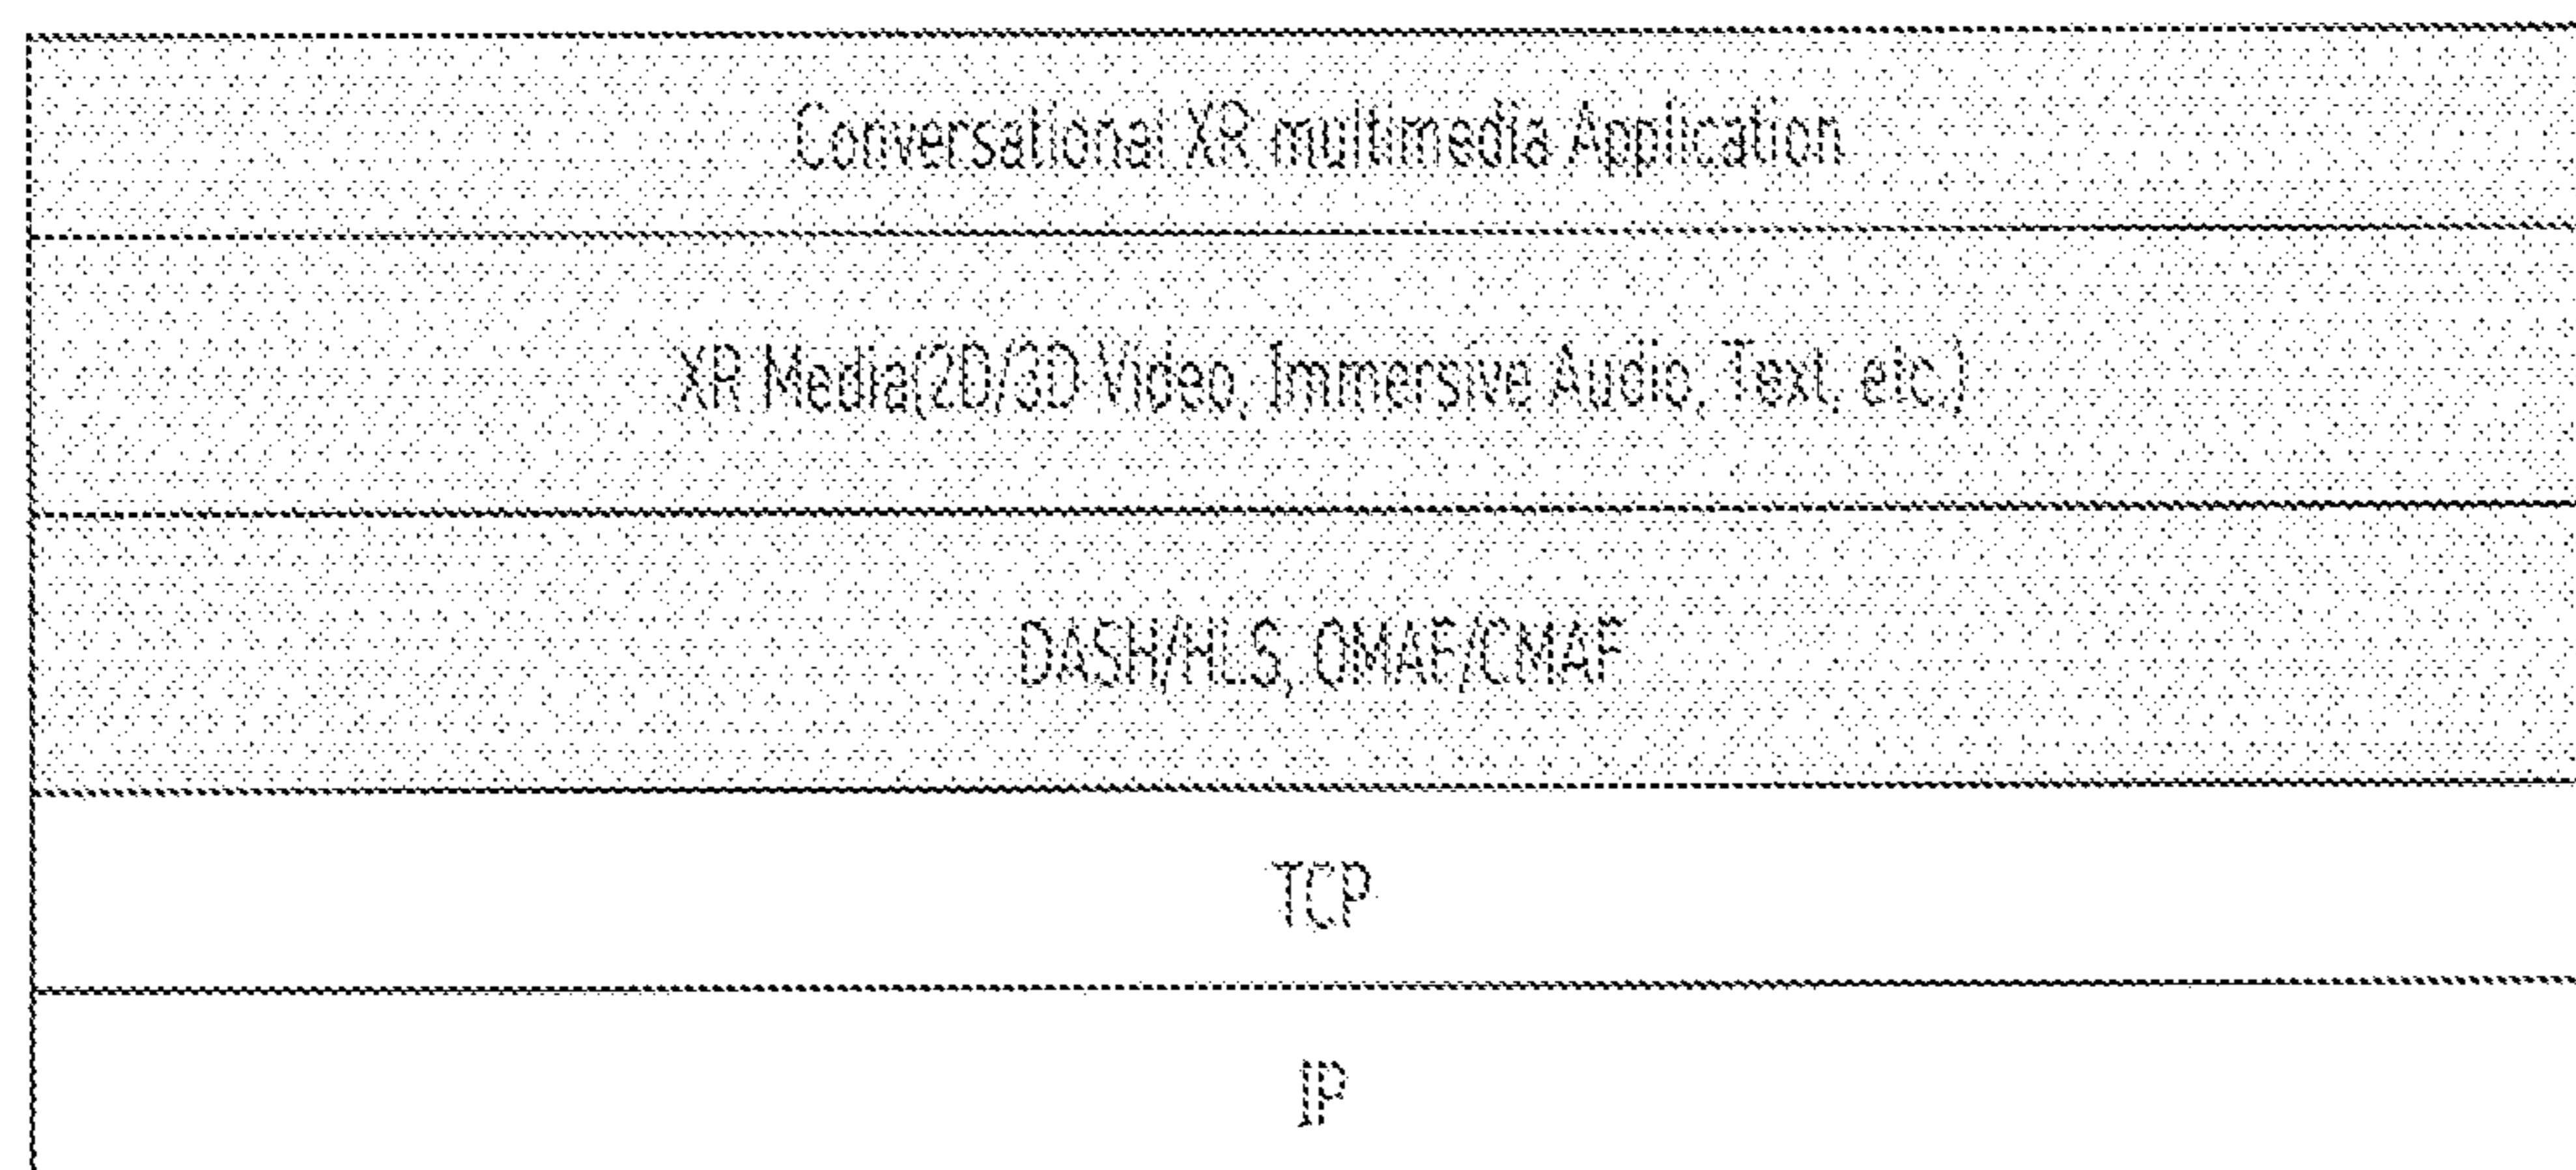 Conversational XR multimedia Application
XR Media(2D/3D Video, Immersive Audio, Text, etc.)
DASH/HLS, OMAF/CMAF
TCP
IP